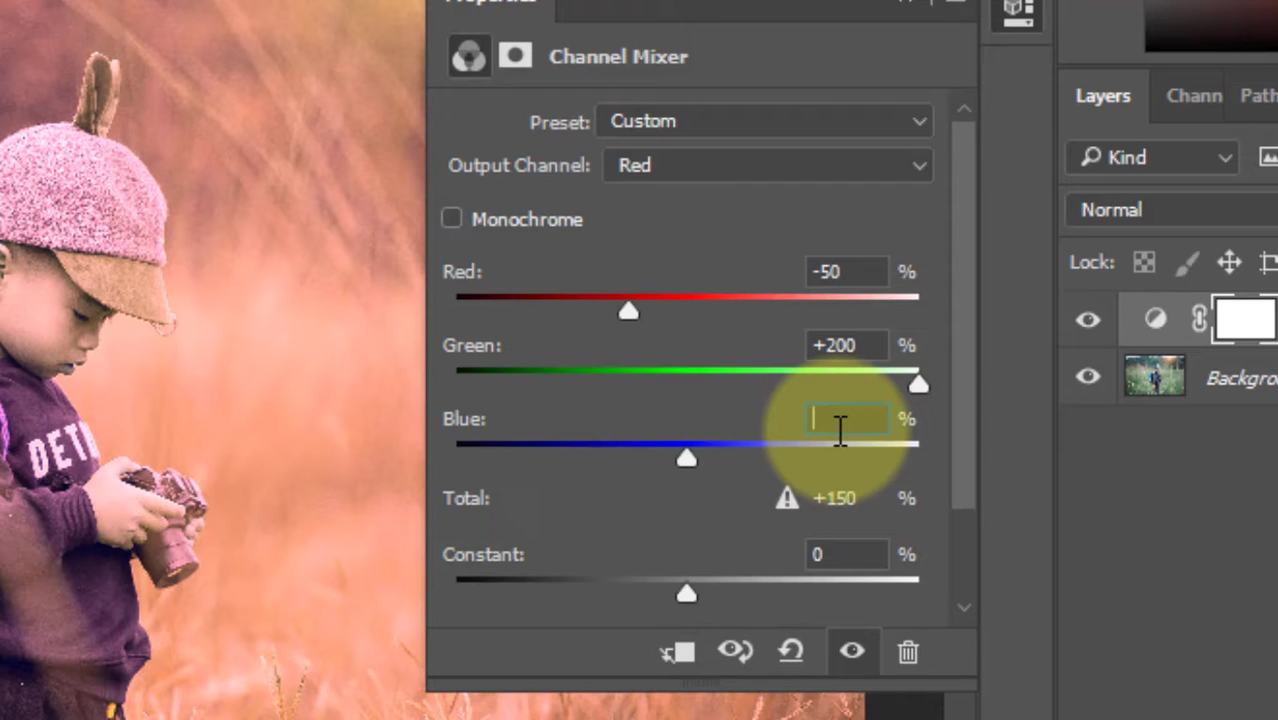 Properties
Channel Mixer
Preset: Custom
Output Channel: Red
Monochrome
Red: -50 %
Green: +200 %
Blue: %
Total: +150 %
Constant: 0 %
Layers Chann Path
Kind
Normal
Lock:
Backgro
DET